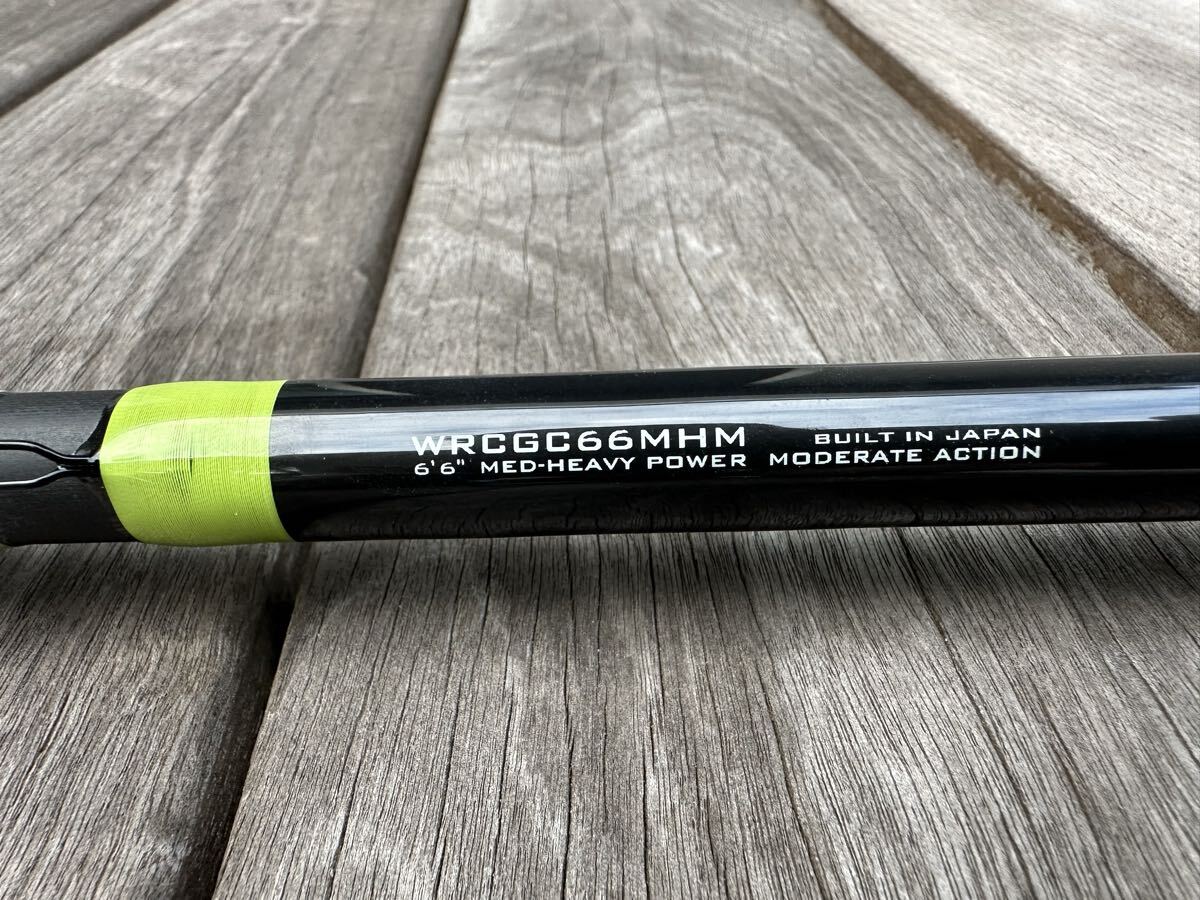 WRCGC66MHM BUILT IN JAPAN
6'6" MED-HEAVY POWER MODERATE ACTION